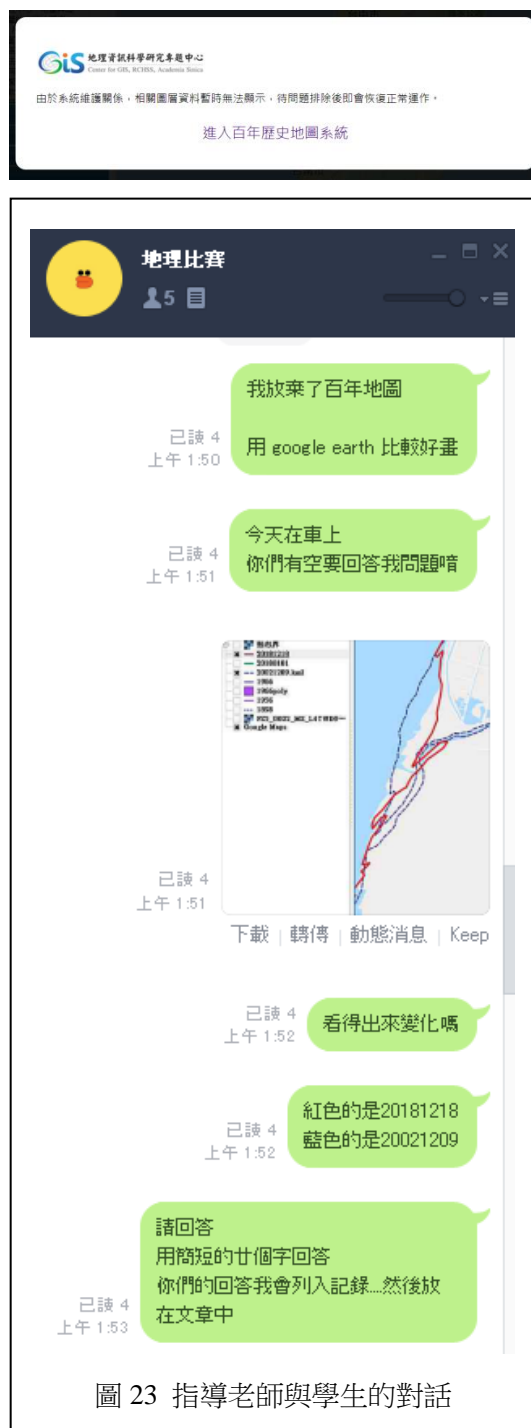 GiS 地理資訊科學研究專題中心
Center for GIS, RCHSS, Academia Sinica
由於系統維護關係，相關圖層資料暫時無法顯示，待問題排除後即會恢復正常運作。
進入百年歷史地圖系統
地理比賽
5
我放棄了百年地圖
用 google earth 比較好畫
已讀 4
上午 1:50
今天在車上
你們有空要回答我問題喑
已讀 4
上午 1:51
20181218
20180101
20021209.kml
1966
1966poly
1956
1958
Google Maps
已讀 4
上午 1:51
下載 | 轉傳 | 動態消息 | Keep
看得出來變化嗎
已讀 4
上午 1:52
紅色的是20181218
藍色的是20021209
已讀 4
上午 1:52
請回答
用簡短的廿個字回答
你們的回答我會列入記錄....然後放
在文章中
已讀 4
上午 1:53
圖 23 指導老師與學生的對話